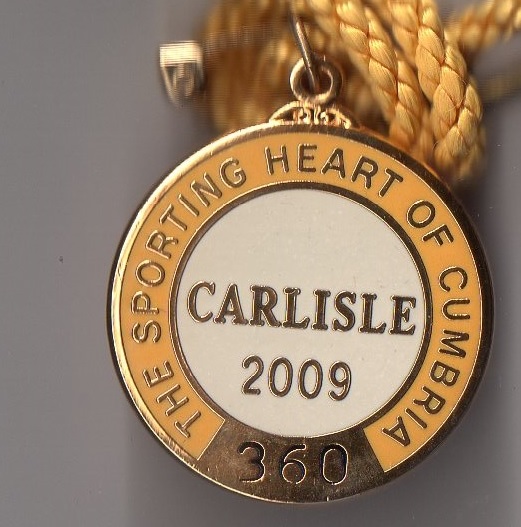 THE SPORTING HEART OF CUMBRIA
CARLISLE
2009
360